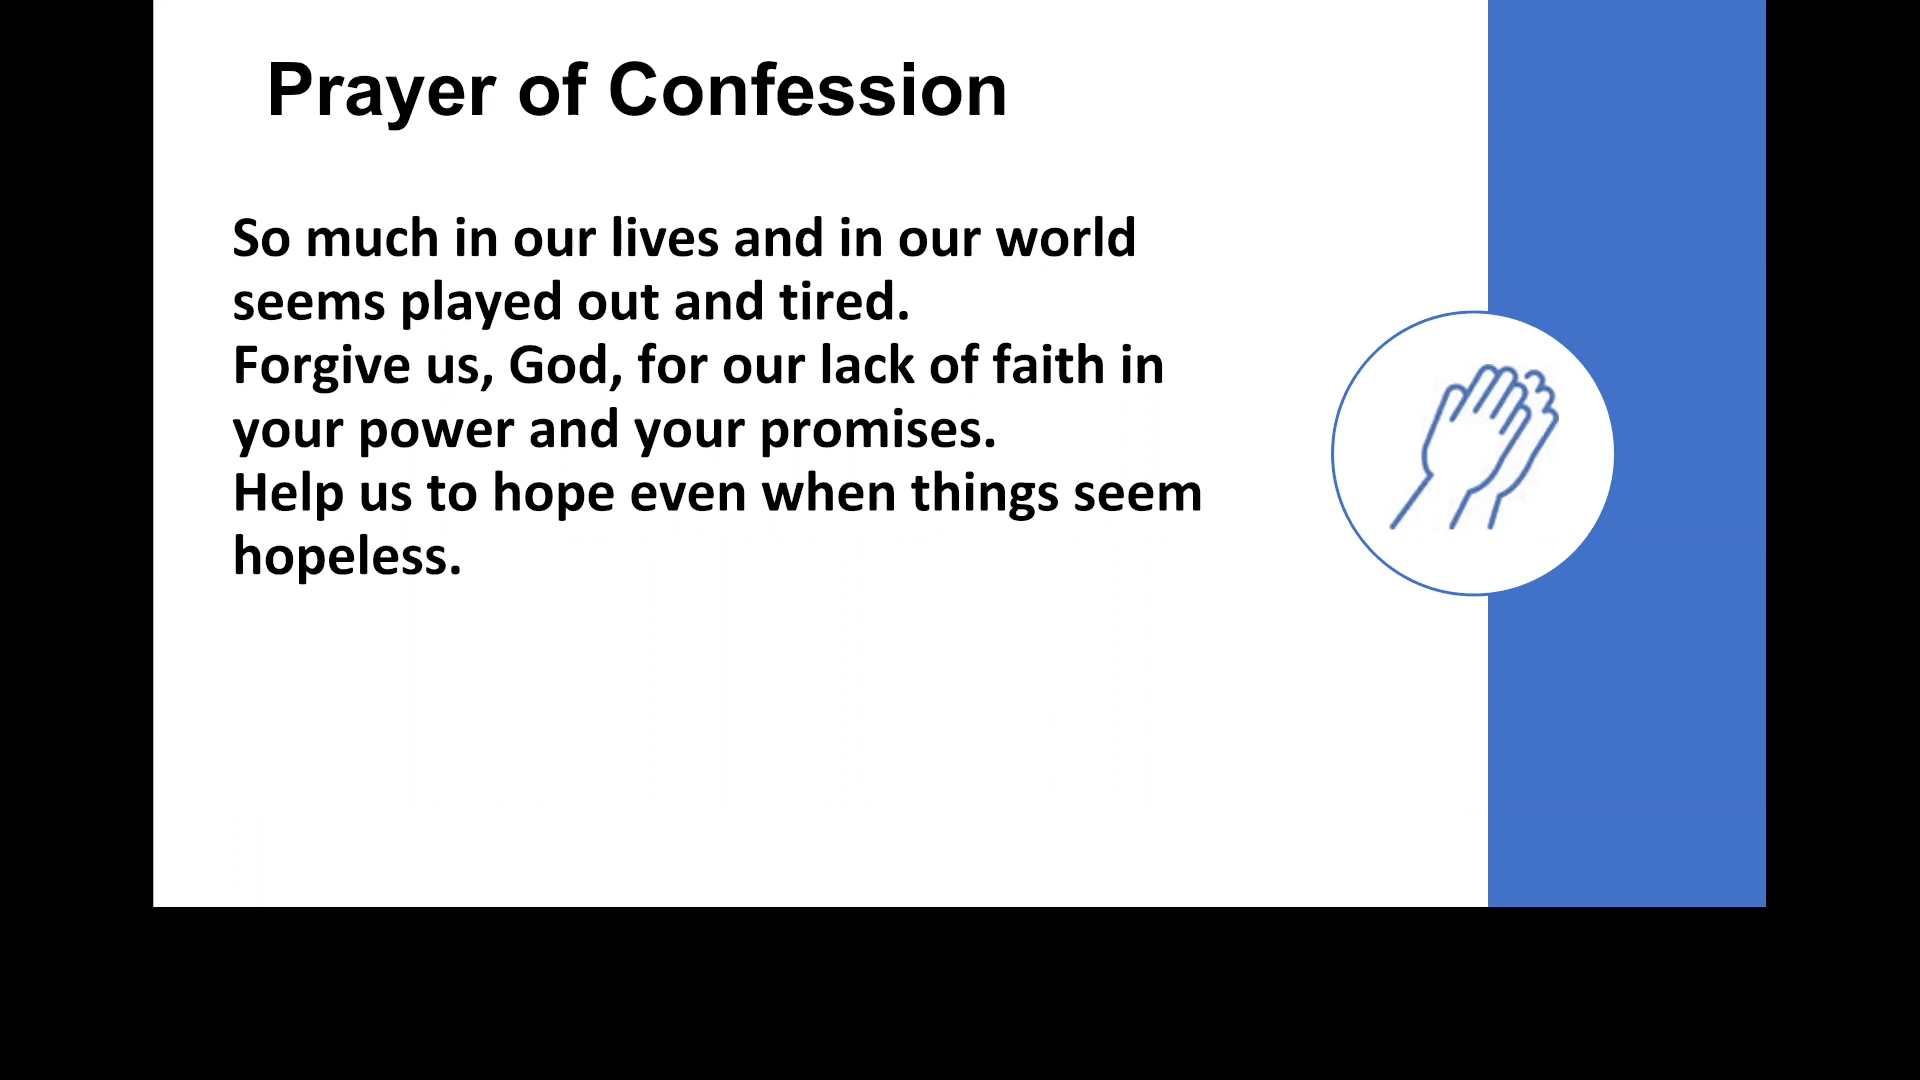 Prayer of Confession
So much in our lives and in our world
seems played out and tired.
Forgive us, God, for our lack of faith in
your power and your promises.
Help us to hope even when things seem
hopeless.